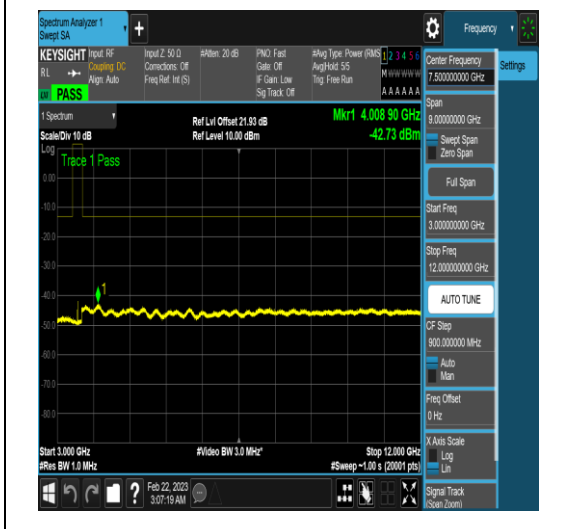 Spectrum Analyzer 1
Swept SA
+
Frequency
KEYSIGHT
RL
PASS
Input: RF
Coupling: DC
Align: Auto
Input Z: 50 Ω
Corrections: Off
Freq Ref: Int (S)
#Atten: 20 dB
PNO: Fast
Gate: Off
IF Gain: Low
Sig Track: Off
#Avg Type: Power (RMS
Avg|Hold: 5/5
Trig: Free Run
1 2 3 4 5 6
M W W W W W
A A A A A A
Settings
1 Spectrum
Scale/Div 10 dB
Log
Ref Lvl Offset 21.93 dB
Ref Level 10.00 dBm
Mkr1 4.008 90 GHz
-42.73 dBm
Trace 1 Pass
0.00
-10.0
-20.0
-30.0
-40.0
-50.0
-60.0
-70.0
-80.0
1
Start 3.000 GHz
#Res BW 1.0 MHz
#Video BW 3.0 MHz*
Stop 12.000 GHz
#Sweep ~1.00 s (20001 pts)
Feb 22, 2023
3:07:19 AM
?
Center Frequency
7.500000000 GHz
Span
9.00000000 GHz
Swept Span
Zero Span
Full Span
Start Freq
3.000000000 GHz
Stop Freq
12.000000000 GHz
AUTO TUNE
CF Step
900.000000 MHz
Auto
Man
Freq Offset
0 Hz
X Axis Scale
Log
Lin
Signal Track
(Span Zoom)